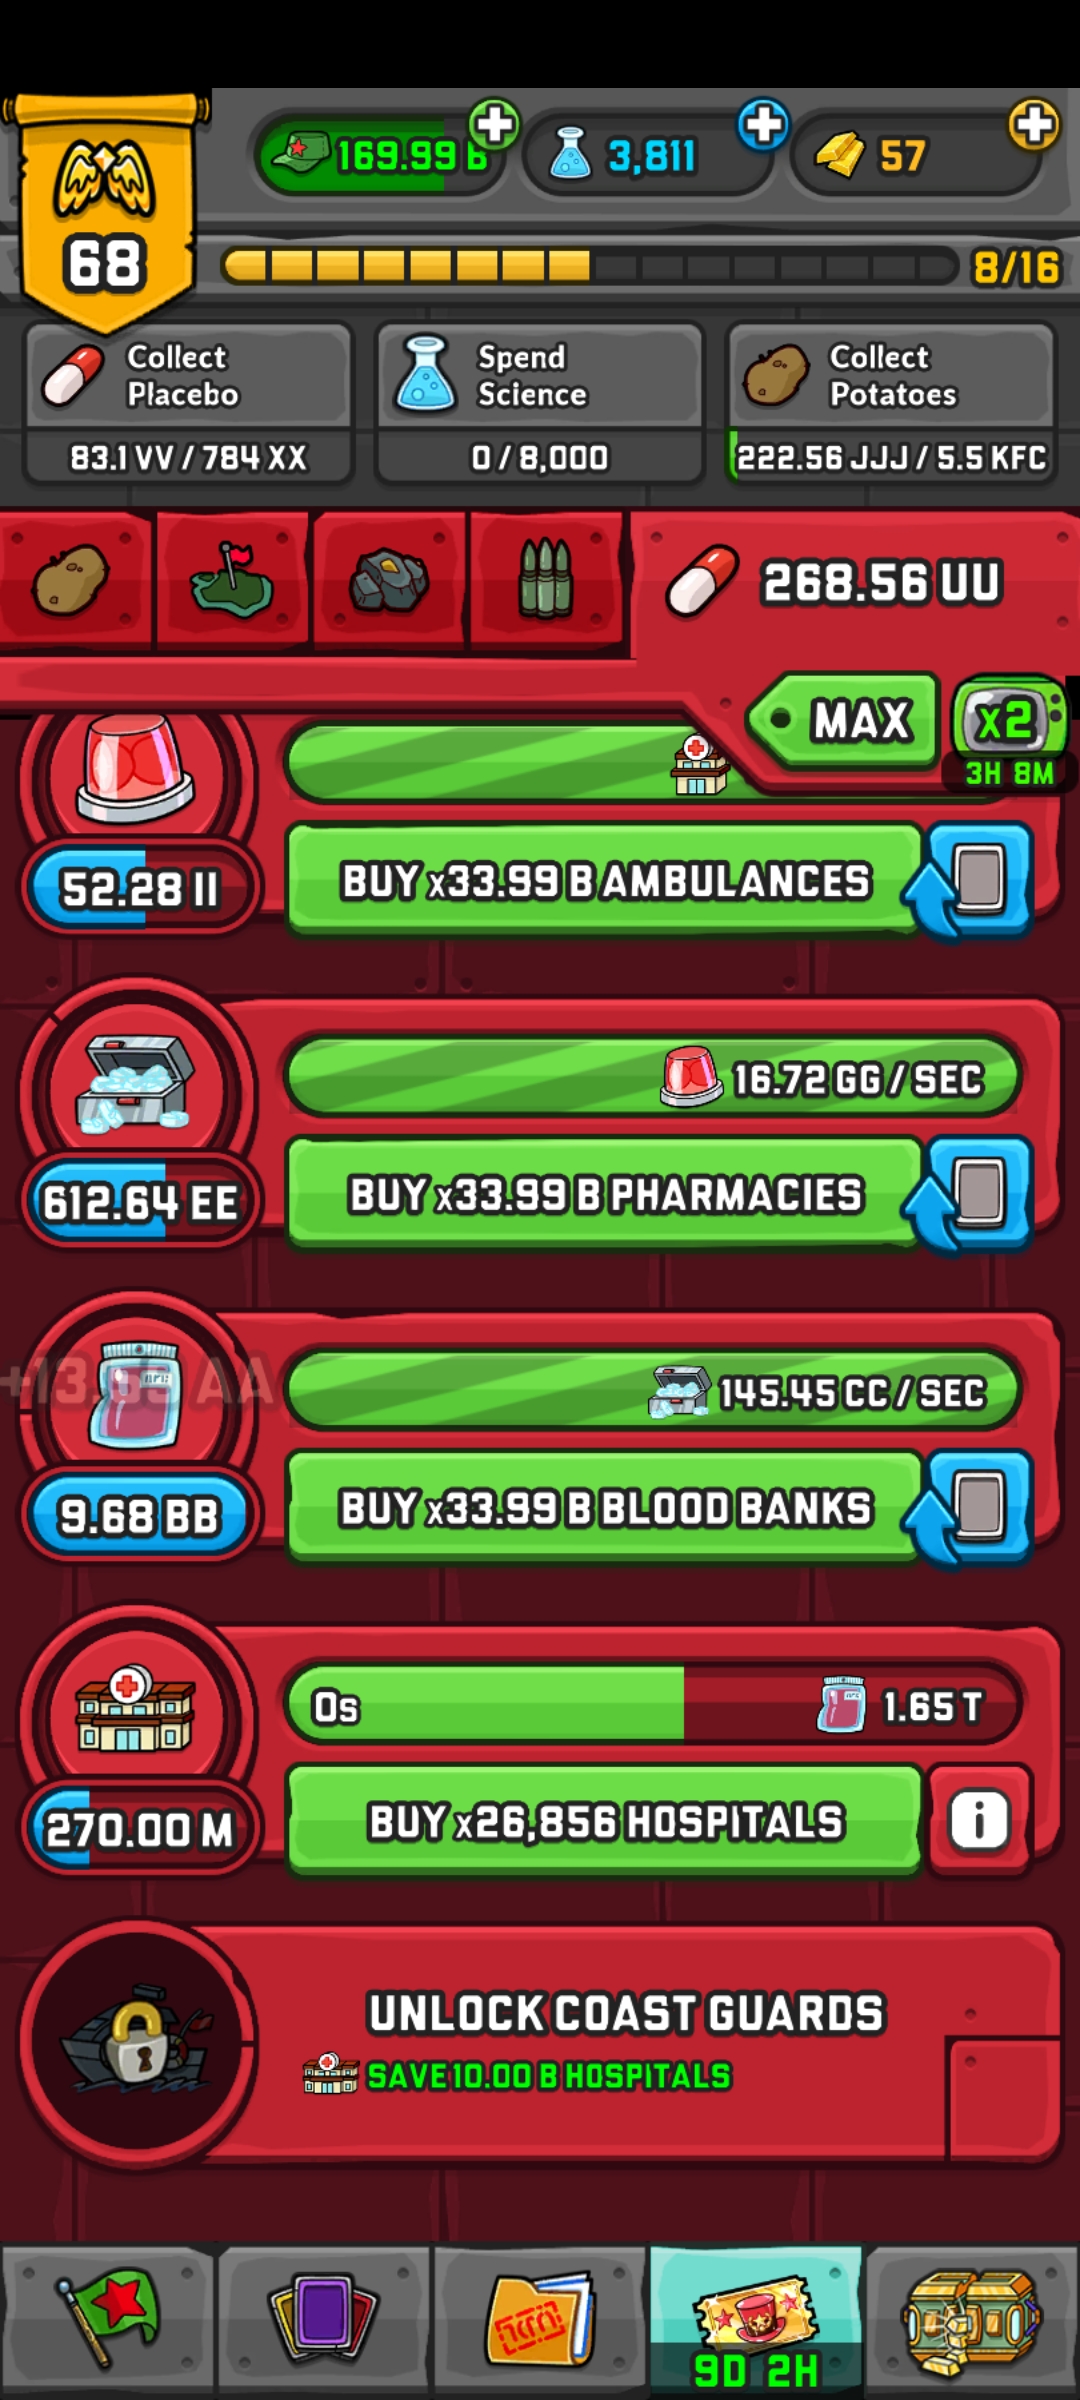 169.99 B
3,811
57
68
8/16
Collect Placebo
83.1 VV / 784 XX
Spend Science
0 / 8,000
Collect Potatoes
222.56 JJJ / 5.5 KFC
268.56 UU
MAX
x2
3H 8M
52.28 II
BUY x33.99 B AMBULANCES
16.72 GG / SEC
612.64 EE
BUY x33.99 B PHARMACIES
145.45 CC / SEC
9.68 BB
BUY x33.99 B BLOOD BANKS
0s
1.65 T
270.00 M
BUY x26,856 HOSPITALS
i
UNLOCK COAST GUARDS
SAVE 10.00 B HOSPITALS
9D 2H